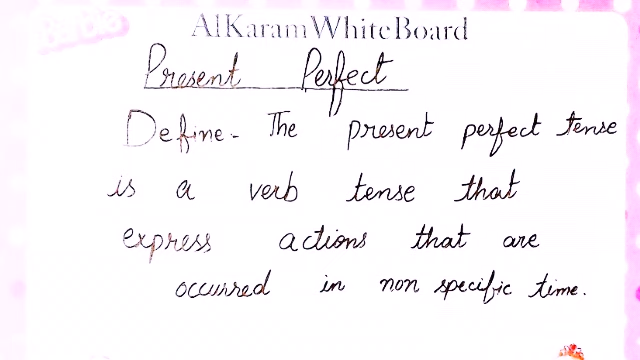 AlKaramWhiteBoard
Present Perfect
Define - The present perfect tense
is a verb tense that
express actions that are
occurred in non specific time.